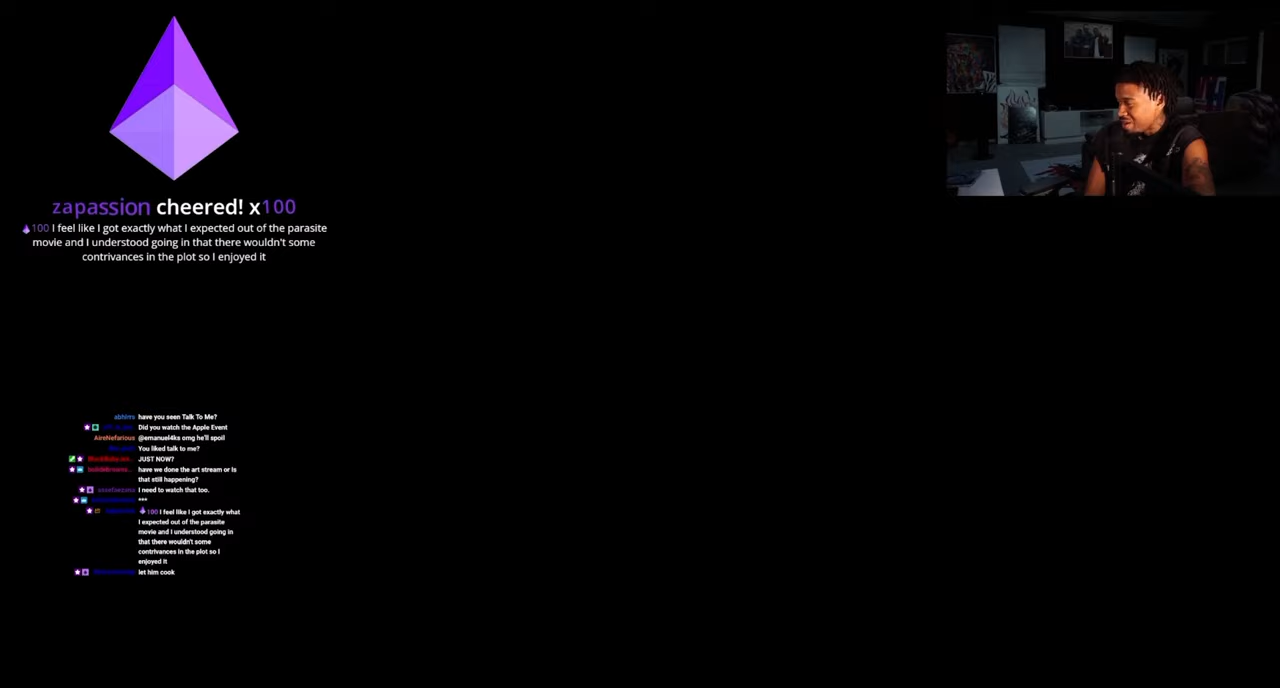 zapassion cheered! x100
100 I feel like I got exactly what I expected out of the parasite
movie and I understood going in that there wouldn't some
contrivances in the plot so I enjoyed it
have you seen Talk To Me?
Did you watch the Apple Event
AireNefarious @emanuel4ks omg he'll spoil
You liked talk to me?
JUST NOW?
have we done the art stream or Is
that still happening?
I need to watch that too.
***
100 I feel like I got exactly what
I expected out of the parasite
movie and I understood going in
that there wouldn't some
contrivances in the plot so I
enjoyed it
let him cook